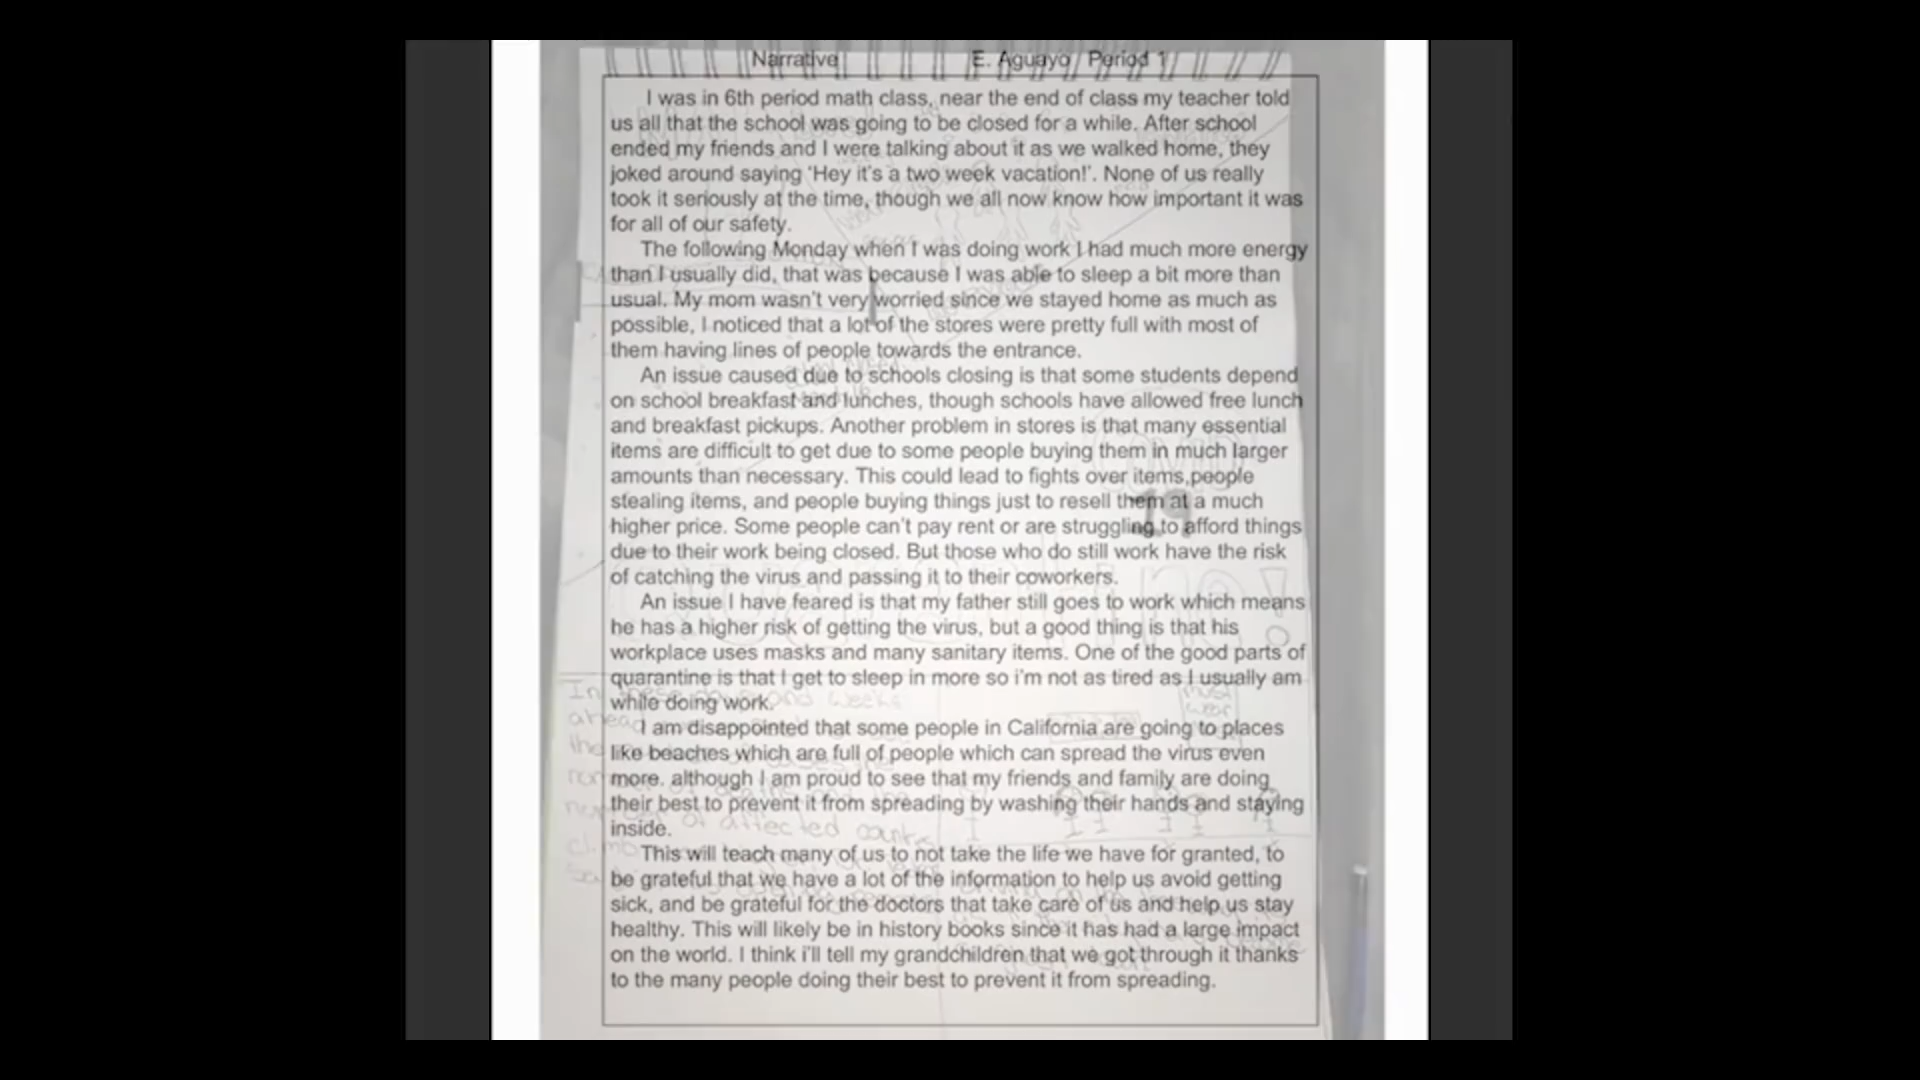 Narrative E. Aguayo Period 1
I was in 6th period math class, near the end of class my teacher told
us all that the school was going to be closed for a while. After school
ended my friends and I were talking about it as we walked home, they
joked around saying ‘Hey it’s a two week vacation!’. None of us really
took it seriously at the time, though we all now know how important it was
for all of our safety.
The following Monday when I was doing work I had much more energy
than I usually did, that was because I was able to sleep a bit more than
usual. My mom wasn’t very worried since we stayed home as much as
possible, I noticed that a lot of the stores were pretty full with most of
them having lines of people towards the entrance.
An issue caused due to schools closing is that some students depend
on school breakfast and lunches, though schools have allowed free lunch
and breakfast pickups. Another problem in stores is that many essential
items are difficult to get due to some people buying them in much larger
amounts than necessary. This could lead to fights over items,people
stealing items, and people buying things just to resell them at a much
higher price. Some people can’t pay rent or are struggling to afford things
due to their work being closed. But those who do still work have the risk
of catching the virus and passing it to their coworkers.
An issue I have feared is that my father still goes to work which means
he has a higher risk of getting the virus, but a good thing is that his
workplace uses masks and many sanitary items. One of the good parts of
quarantine is that I get to sleep in more so i’m not as tired as I usually am
while doing work.
I am disappointed that some people in California are going to places
like beaches which are full of people which can spread the virus even
more. although I am proud to see that my friends and family are doing
their best to prevent it from spreading by washing their hands and staying
inside.
This will teach many of us to not take the life we have for granted, to
be grateful that we have a lot of the information to help us avoid getting
sick, and be grateful for the doctors that take care of us and help us stay
healthy. This will likely be in history books since it has had a large impact
on the world. I think i’ll tell my grandchildren that we got through it thanks
to the many people doing their best to prevent it from spreading.
Covid
19
Quarantine!
must
wear
In these days and weeks
ahead
number of affected